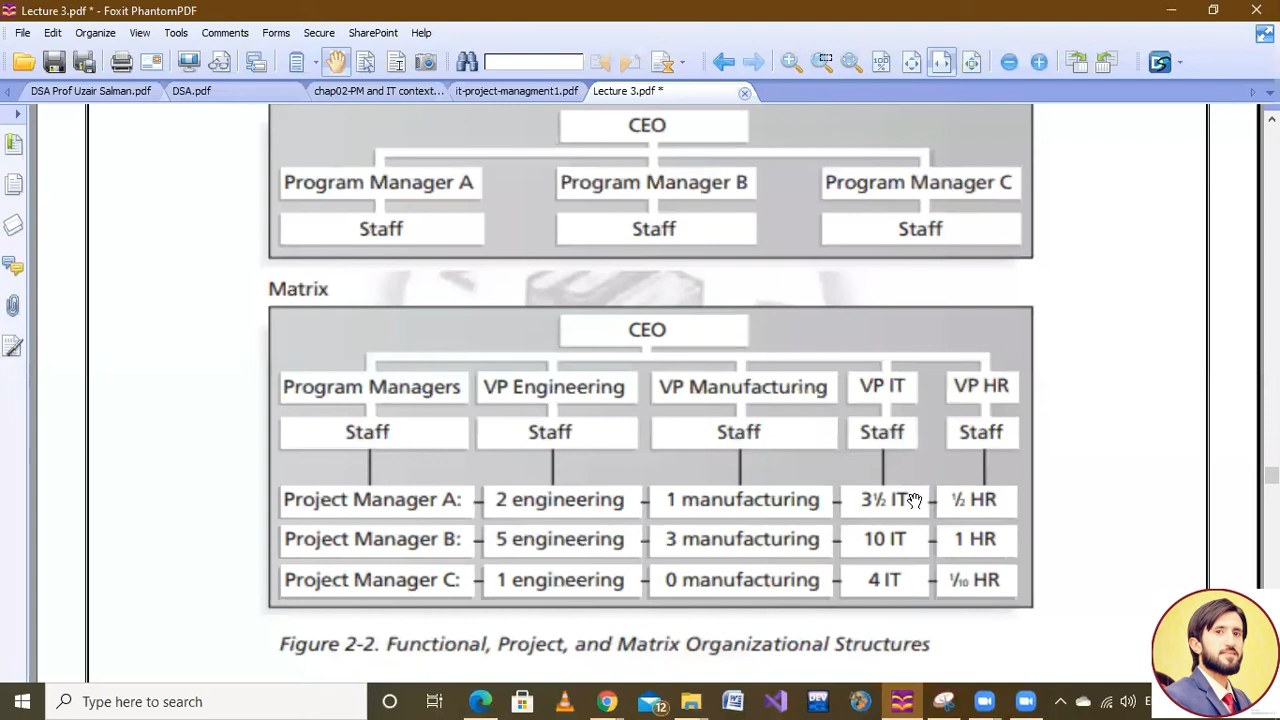 Lecture 3.pdf * - Foxit PhantomPDF
File Edit Organize View Tools Comments Forms Secure SharePoint Help
DSA Prof Uzair Salman.pdf DSA.pdf chap02-PM and IT context... it-project-managment1.pdf Lecture 3.pdf *
CEO
Program Manager A Program Manager B Program Manager C
Staff Staff Staff
Matrix
CEO
Program Managers VP Engineering VP Manufacturing VP IT VP HR
Staff Staff Staff Staff Staff
Project Manager A: 2 engineering 1 manufacturing 3½ IT ½ HR
Project Manager B: 5 engineering 3 manufacturing 10 IT 1 HR
Project Manager C: 1 engineering 0 manufacturing 4 IT 1/10 HR
Figure 2-2. Functional, Project, and Matrix Organizational Structures
Type here to search 12